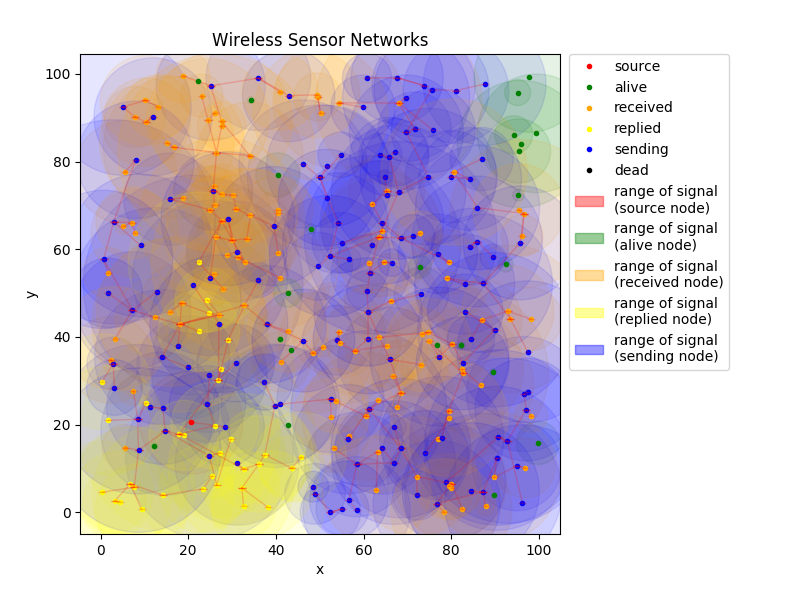 Wireless Sensor Networks
100
80
60
40
20
0
y
0
20
40
60
80
100
x
source
alive
received
replied
sending
dead
range of signal
(source node)
range of signal
(alive node)
range of signal
(received node)
range of signal
(replied node)
range of signal
(sending node)